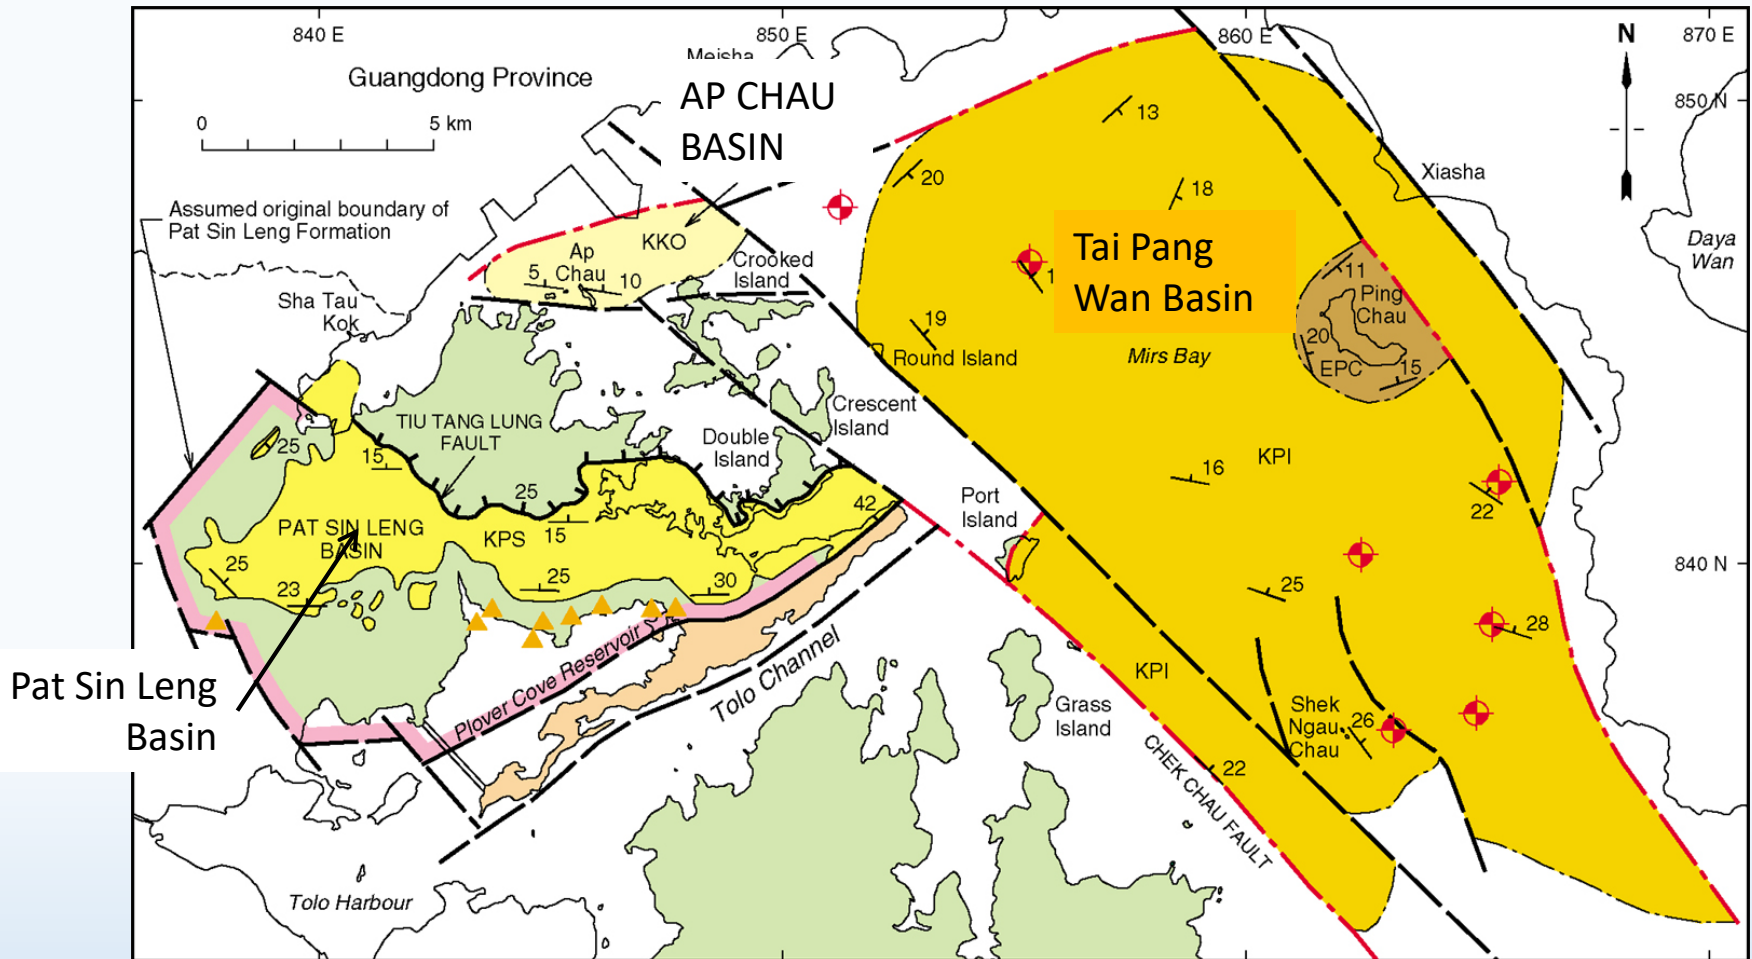 840 E
850 E
860 E
870 E
N
Guangdong Province
Meisha
AP CHAU
BASIN
0
5 km
850 N
13
20
18
Xiasha
Assumed original boundary of
Pat Sin Leng Formation
KKO
Ap
Chau
5
10
Crooked
Island
Tai Pang
Wan Basin
1
Daya
Wan
11
Ping
Chau
20
EPC
15
Sha Tau
Kok
19
Round Island
Mirs Bay
TIU TANG LUNG
FAULT
Crescent
Island
Double
Island
25
15
25
15
42
16
KPI
22
PAT SIN LENG
BASIN
KPS
Port
Island
25
23
25
30
25
840 N
28
Plover Cove Reservoir
Tolo Channel
KPI
Pat Sin Leng
Basin
Grass
Island
Shek
Ngau
Chau
26
22
CHEK CHAU FAULT
Tolo Harbour